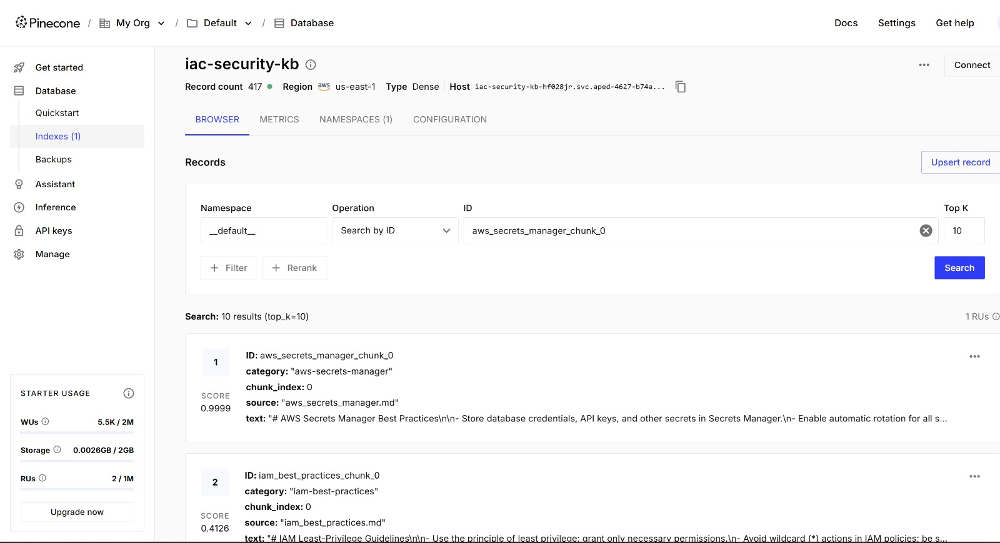 Pinecone / My Org / Default / Database Docs Settings Get help
Get started
Database
Quickstart
Indexes (1)
Backups
Assistant
Inference
API keys
Manage
STARTER USAGE
WUs 5.5K / 2M
Storage 0.0026GB / 2GB
RUs 2 / 1M
Upgrade now
iac-security-kb
Connect
Record count 417 Region aws us-east-1 Type Dense Host iac-security-kb-hf028jr.svc.aped-4627-b74a...
BROWSER METRICS NAMESPACES (1) CONFIGURATION
Records
Upsert record
Namespace Operation ID Top K
__default__ Search by ID aws_secrets_manager_chunk_0 10
+ Filter + Rerank Search
Search: 10 results (top_k=10) 1 RUs
1
SCORE
0.9999
ID: aws_secrets_manager_chunk_0
category: "aws-secrets-manager"
chunk_index: 0
source: "aws_secrets_manager.md"
text: "# AWS Secrets Manager Best Practices\n\n- Store database credentials, API keys, and other secrets in Secrets Manager.\n- Enable automatic rotation for all s...
2
SCORE
0.4126
ID: iam_best_practices_chunk_0
category: "iam-best-practices"
chunk_index: 0
source: "iam_best_practices.md"
text: "# IAM Least-Privilege Guidelines\n\n- Use the principle of least privilege: grant only necessary permissions.\n- Avoid wildcard (*) actions in IAM policies; be s...